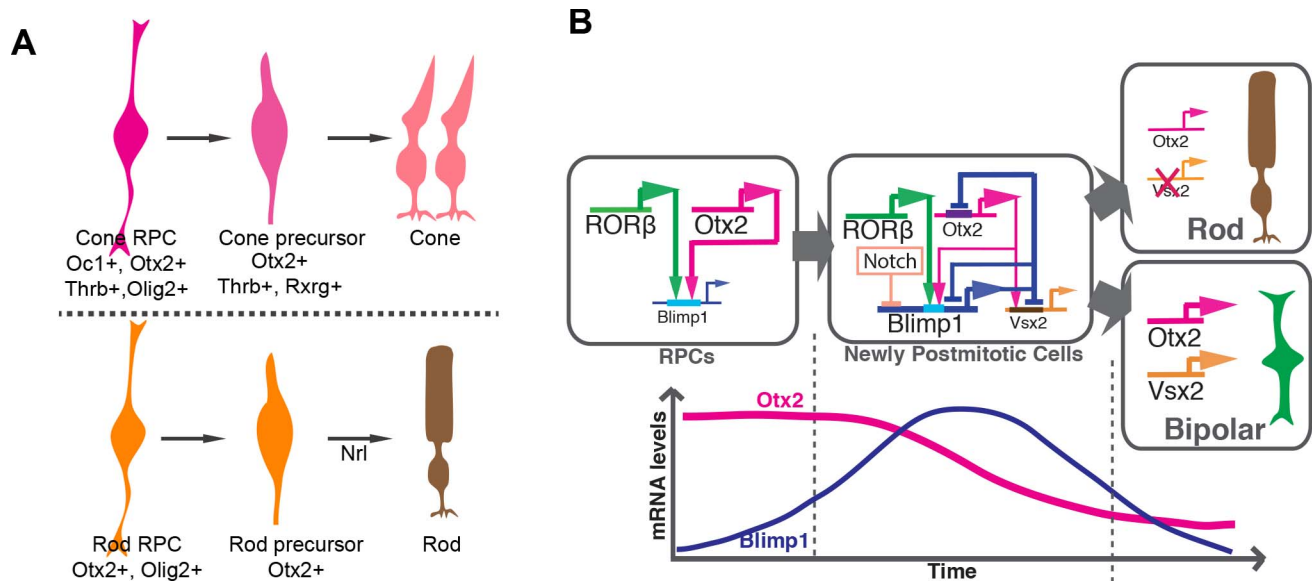 A
Cone RPC
Oc1+, Otx2+
Thrb+,Olig2+
Cone precursor
Otx2+
Thrb+, Rxrg+
Cone
Nrl
Rod RPC
Otx2+, Olig2+
Rod precursor
Otx2+
Rod
B
RORβ
Otx2
Blimp1
RPCs
RORβ
Otx2
Notch
Blimp1
Vsx2
Newly Postmitotic Cells
Otx2
Vsx2
Rod
Otx2
Vsx2
Bipolar
mRNA levels
Otx2
Blimp1
Time